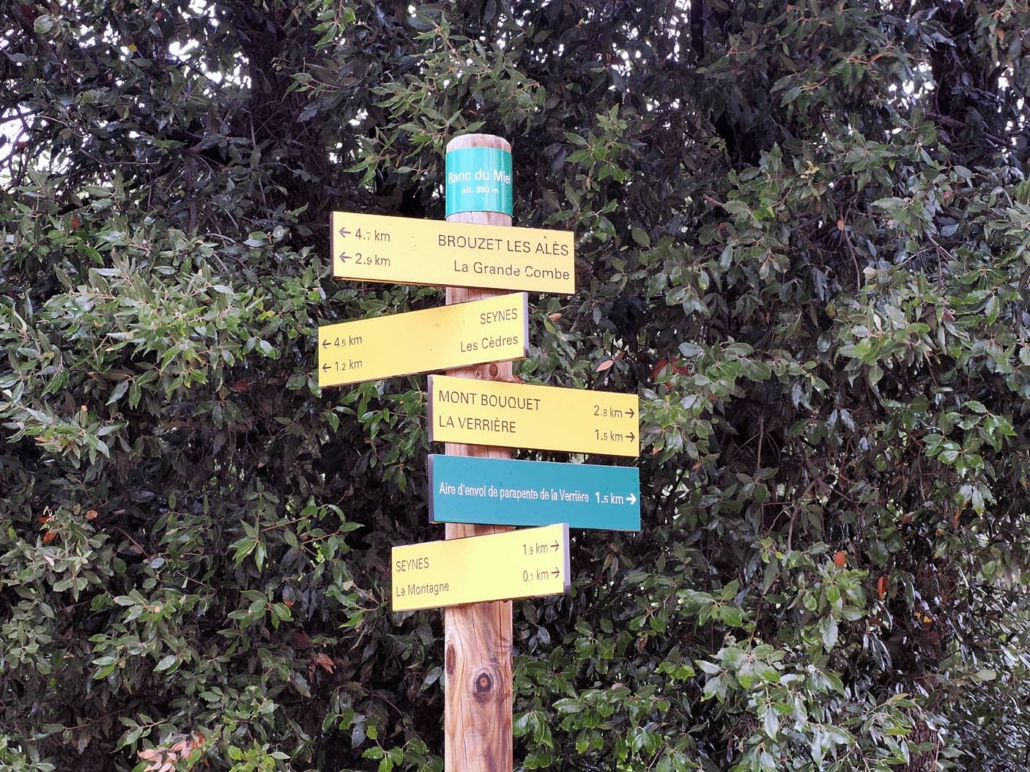 Ranc du Miel
alt. 350 m
← 4.7 km BROUZET LES ALÈS
← 2.9 km La Grande Combe
← 4.5 km SEYNES
← 1.2 km Les Cèdres
MONT BOUQUET 2.8 km →
LA VERRIÈRE 1.5 km →
Aire d'envol de parapente de la Verrière 1.5 km →
SEYNES 1.9 km →
La Montagne 0.1 km →